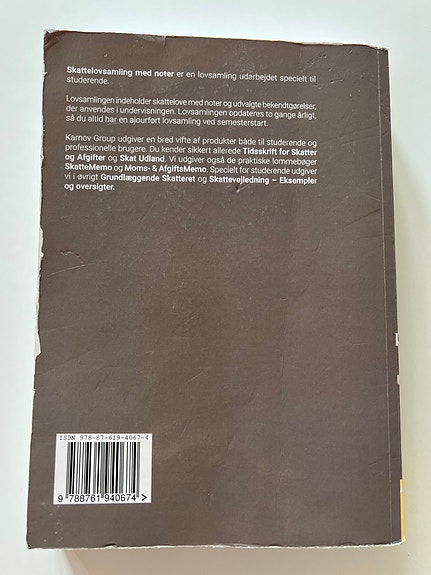 Skattelovsamling med noter er en lovsamling udarbejdet specielt til
studerende.
Lovsamlingen indeholder skattelove med noter og udvalgte bekendtgørelser,
der anvendes i undervisningen. Lovsamlingen opdateres to gange årligt,
så du altid har en ajourført lovsamling ved semesterstart.
Karnov Group udgiver en bred vifte af produkter både til studerende og
professionelle brugere. Du kender sikkert allerede Tidsskrift for Skatter
og Afgifter og Skat Udland. Vi udgiver også de praktiske lommebøger
SkatteMemo og Moms- & AfgiftsMemo. Specielt for studerende udgiver
vi i øvrigt Grundlæggende Skatteret og Skattevejledning – Eksempler
og oversigter.
ISBN 978-87-619-4067-4
9 788761 940674 >